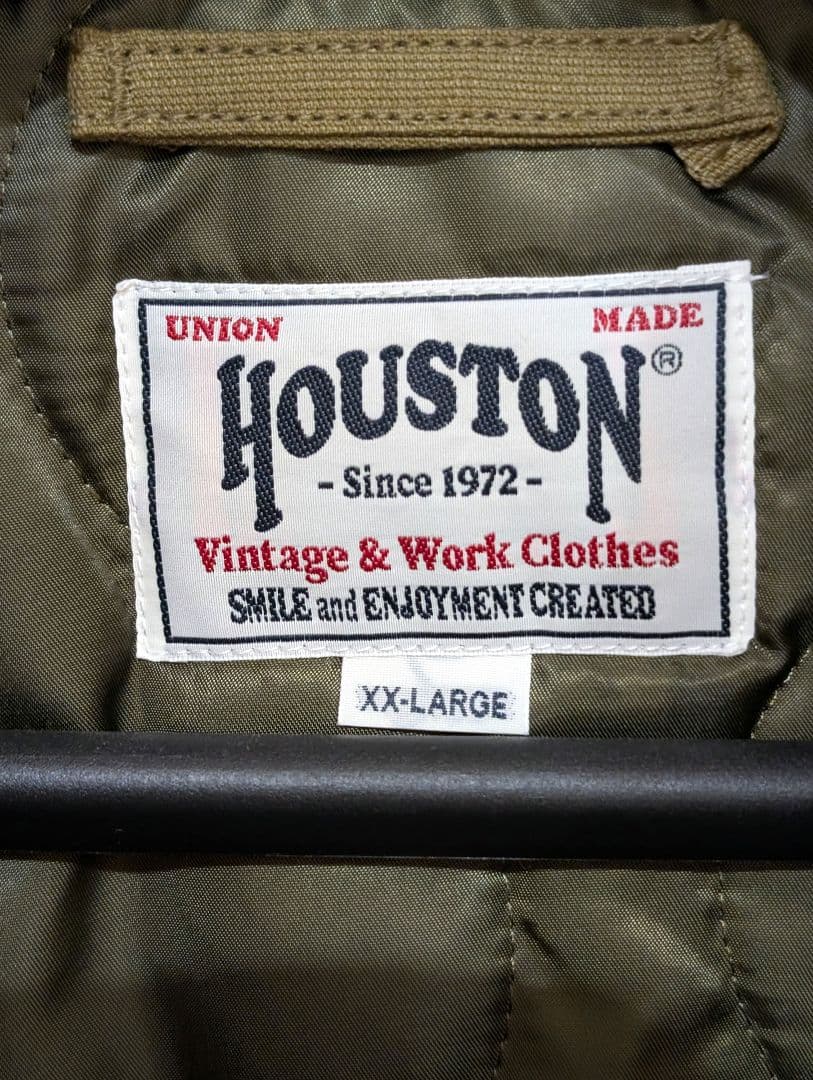 UNION MADE
HOUSTON®
- Since 1972 -
Vintage & Work Clothes
SMILE and ENJOYMENT CREATED
XX-LARGE